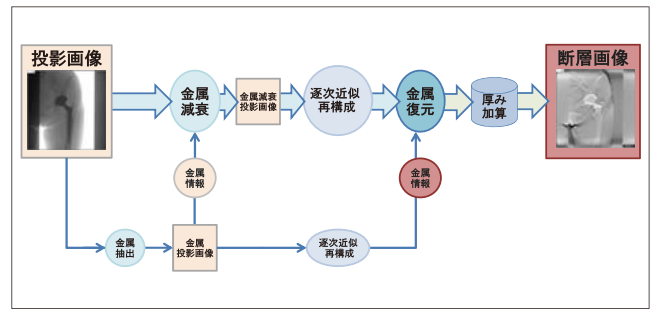 投影画像
金属
減衰
金属減衰
投影画像
逐次近似
再構成
金属
復元
厚み
加算
断層画像
金属
情報
金属
情報
金属
抽出
金属
投影画像
逐次近似
再構成